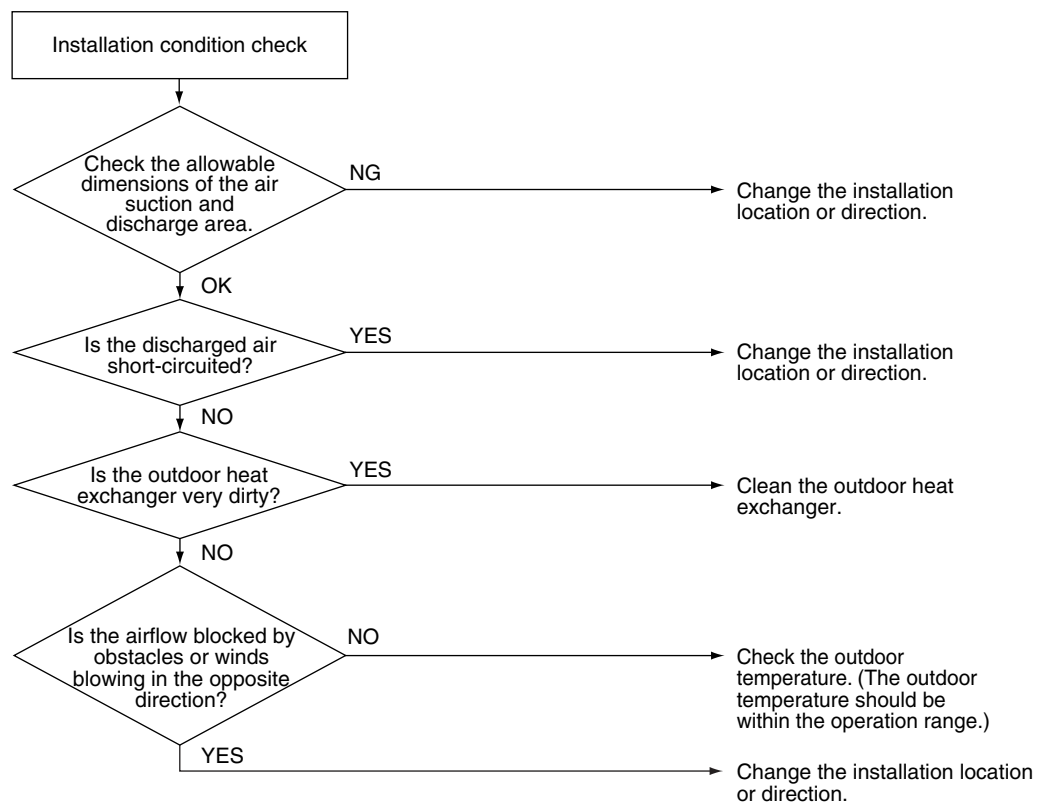 Installation condition check
Check the allowable
dimensions of the air
suction and
discharge area.
NG
Change the installation
location or direction.
OK
Is the discharged air
short-circuited?
YES
Change the installation
location or direction.
NO
Is the outdoor heat
exchanger very dirty?
YES
Clean the outdoor heat
exchanger.
NO
Is the airflow blocked by
obstacles or winds
blowing in the opposite
direction?
NO
Check the outdoor
temperature. (The outdoor
temperature should be
within the operation range.)
YES
Change the installation location
or direction.